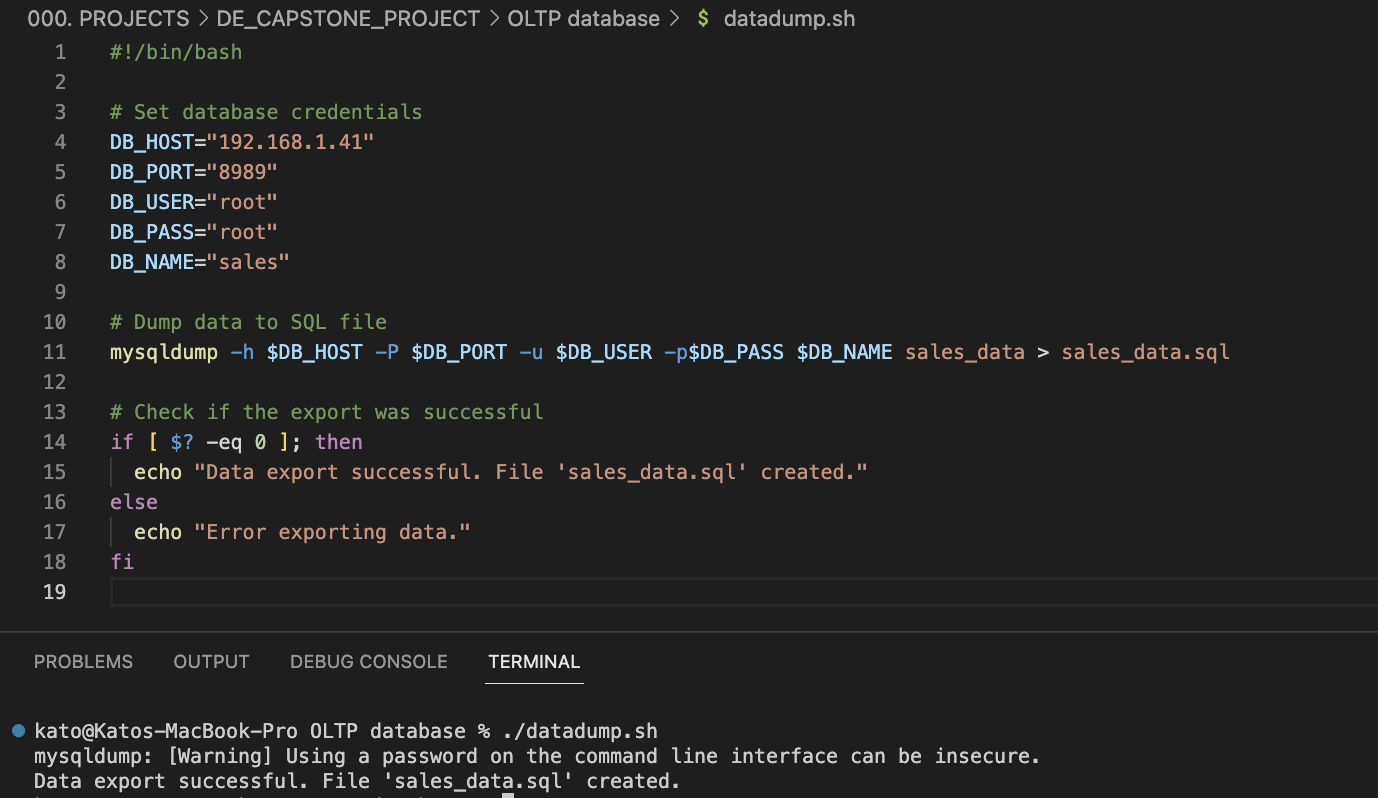 000. PROJECTS > DE_CAPSTONE_PROJECT > OLTP database > $ datadump.sh
1 #!/bin/bash
2
3 # Set database credentials
4 DB_HOST="192.168.1.41"
5 DB_PORT="8989"
6 DB_USER="root"
7 DB_PASS="root"
8 DB_NAME="sales"
9
10 # Dump data to SQL file
11 mysqldump -h $DB_HOST -P $DB_PORT -u $DB_USER -p$DB_PASS $DB_NAME sales_data > sales_data.sql
12
13 # Check if the export was successful
14 if [ $? -eq 0 ]; then
15 echo "Data export successful. File 'sales_data.sql' created."
16 else
17 echo "Error exporting data."
18 fi
19
PROBLEMS OUTPUT DEBUG CONSOLE TERMINAL
kato@Katos-MacBook-Pro OLTP database % ./datadump.sh
mysqldump: [Warning] Using a password on the command line interface can be insecure.
Data export successful. File 'sales_data.sql' created.